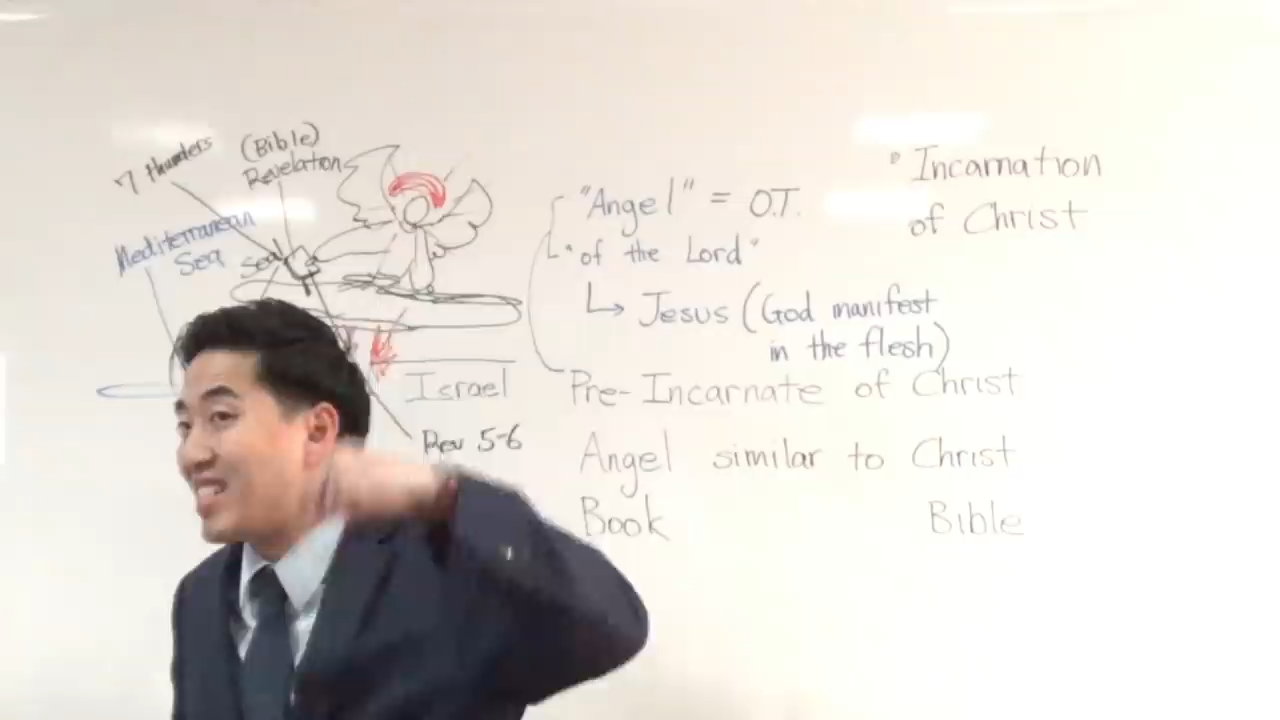 7 thunders
(Bible)
Revelation
Mediterranean
Sea
Sea
Israel
Rev 5-6
"Angel" = O.T.
"of the Lord"
Jesus (God manifest
in the flesh)
Pre-Incarnate of Christ
Angel similar to Christ
Book Bible
Incarnation
of Christ